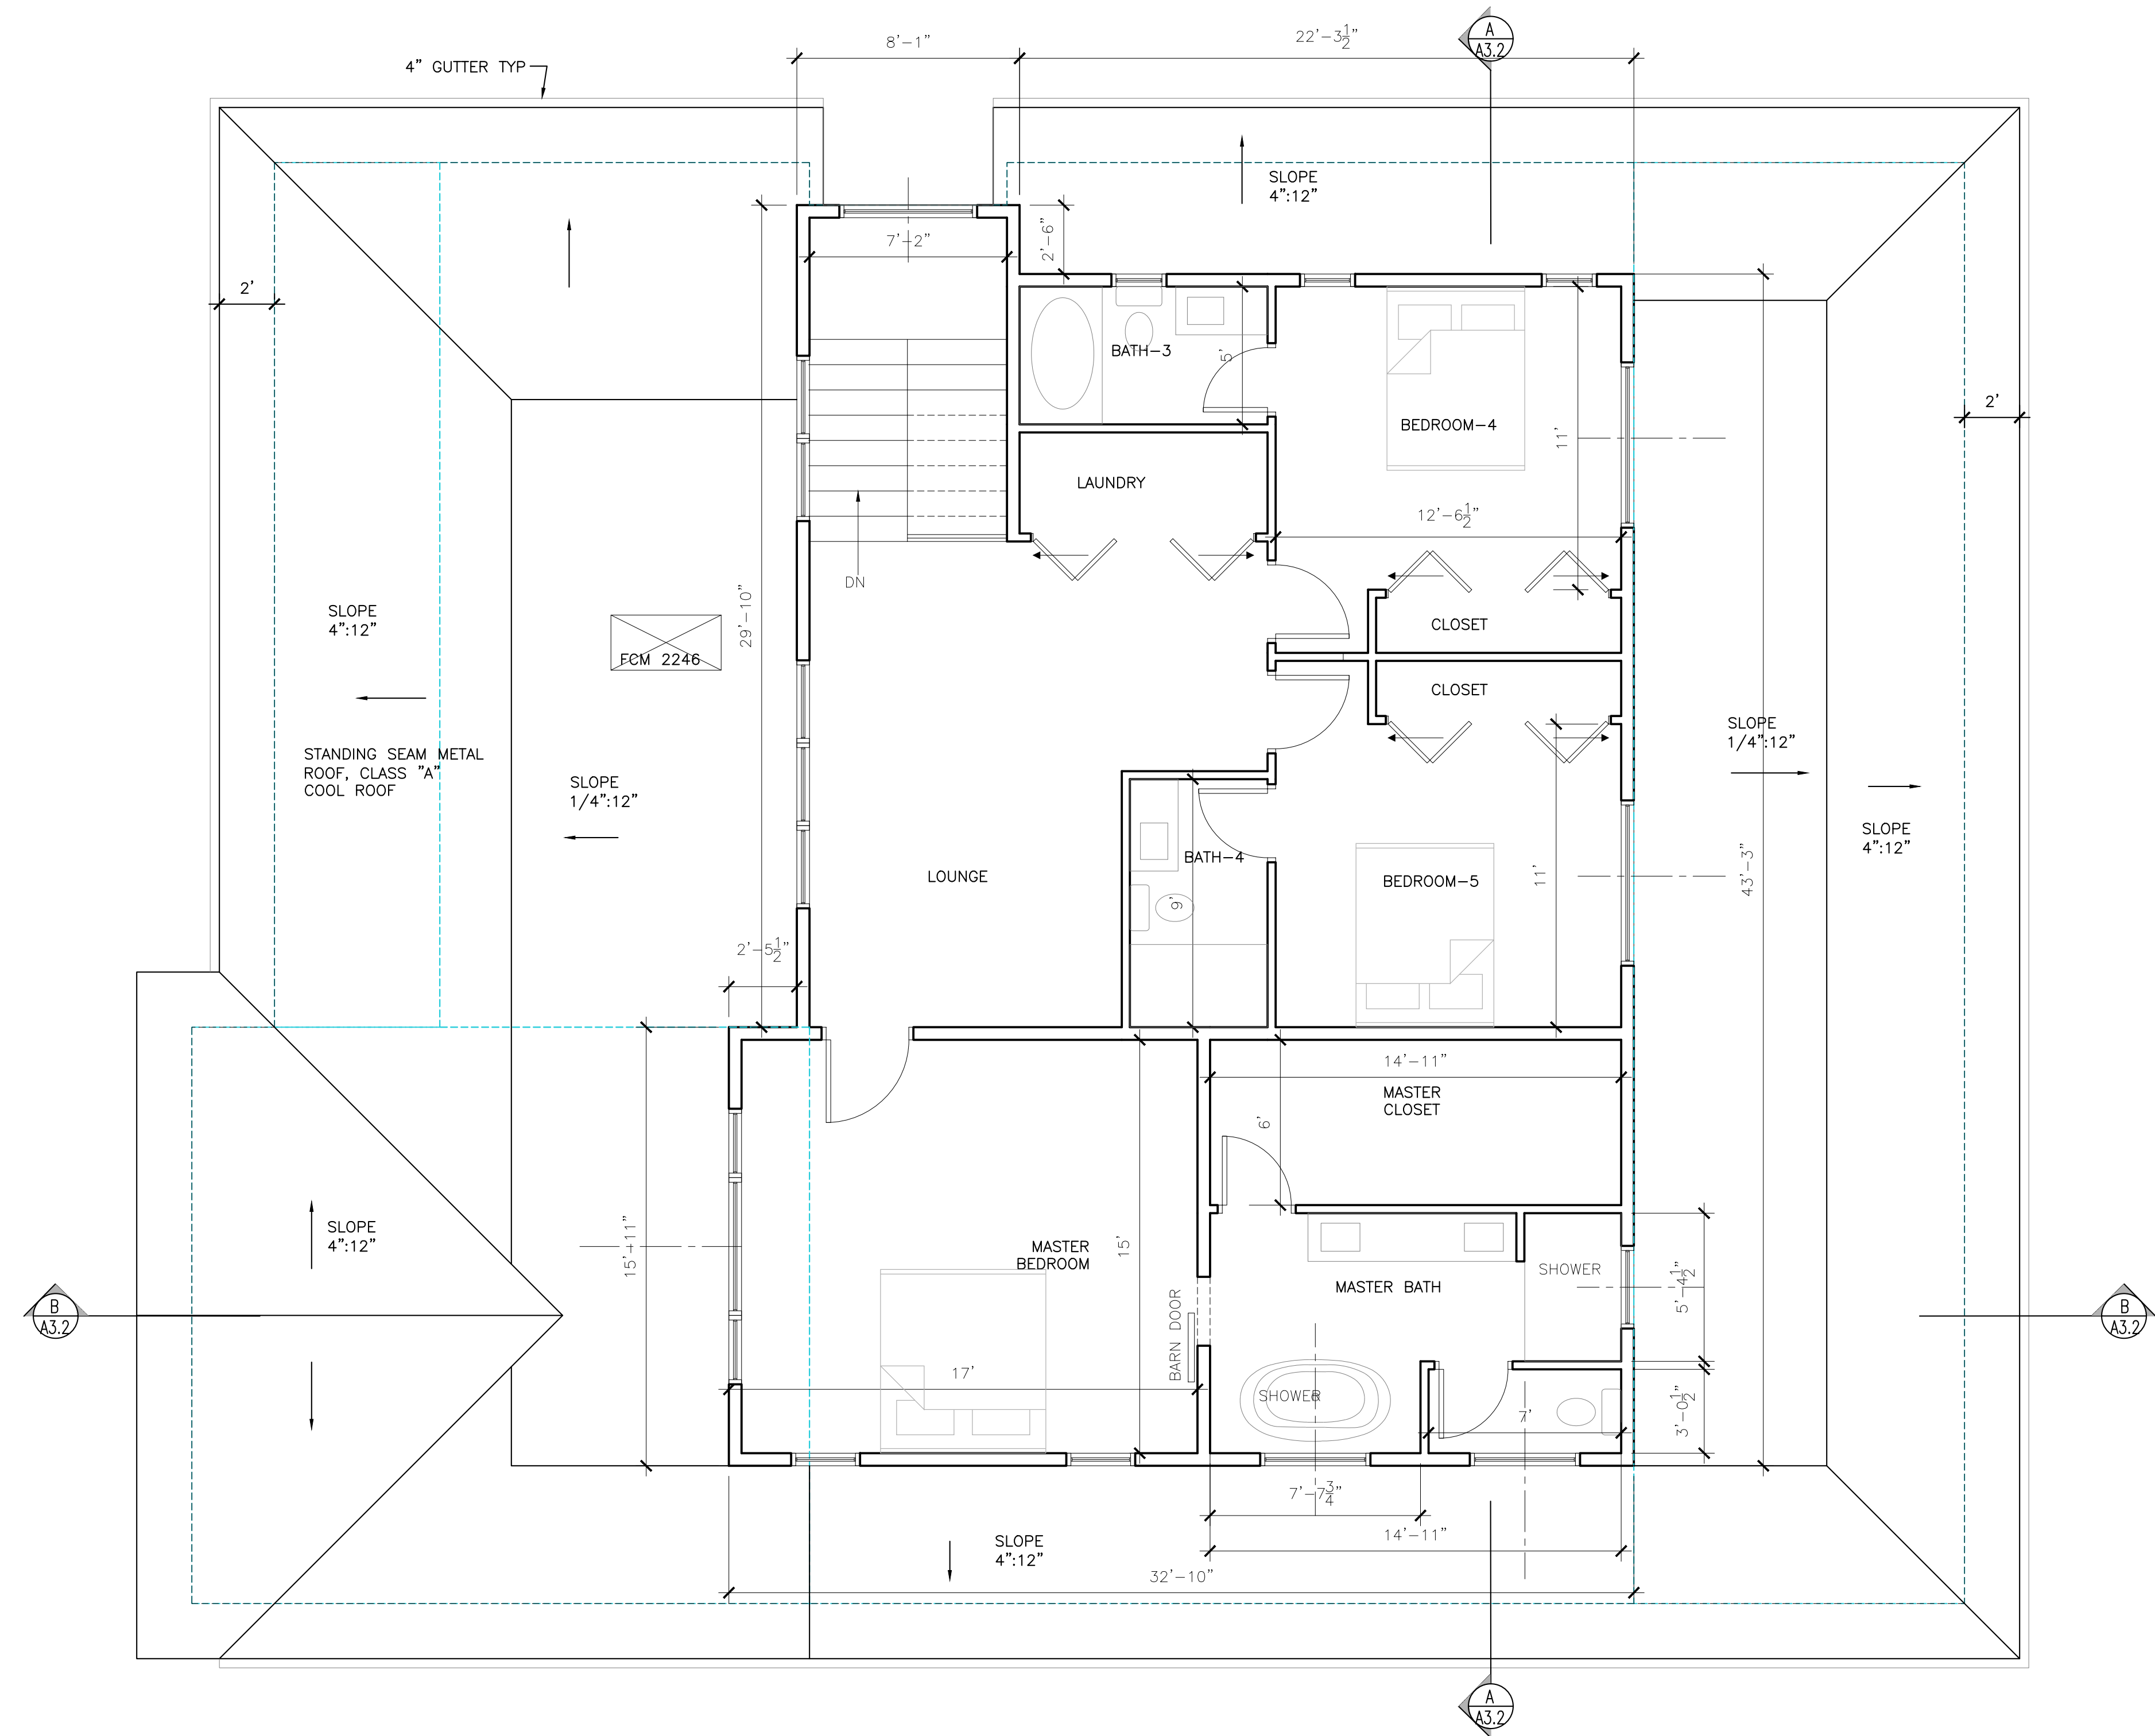 A
A3.2
8'-1"
22'-3 1/2"
4" GUTTER TYP
SLOPE
4":12"
7'-2"
2'-6"
2'
BATH-3
5'
2'
BEDROOM-4
11'
LAUNDRY
12'-6 1/2"
DN
29'-10"
SLOPE
4":12"
CLOSET
FCM 2246
CLOSET
SLOPE
1/4":12"
STANDING SEAM METAL
ROOF, CLASS "A"
COOL ROOF
SLOPE
1/4":12"
SLOPE
4":12"
BATH-4
43'-3"
LOUNGE
BEDROOM-5
11'
9'
2'-5 1/2"
14'-11"
MASTER
CLOSET
6'
SLOPE
4":12"
15'-11"
MASTER
BEDROOM
15'
SHOWER
MASTER BATH
5'-4 1/2"
B
A3.2
B
A3.2
BARN DOOR
17'
SHOWER
7'
3'-0 1/2"
7'-7 3/4"
14'-11"
SLOPE
4":12"
32'-10"
A
A3.2